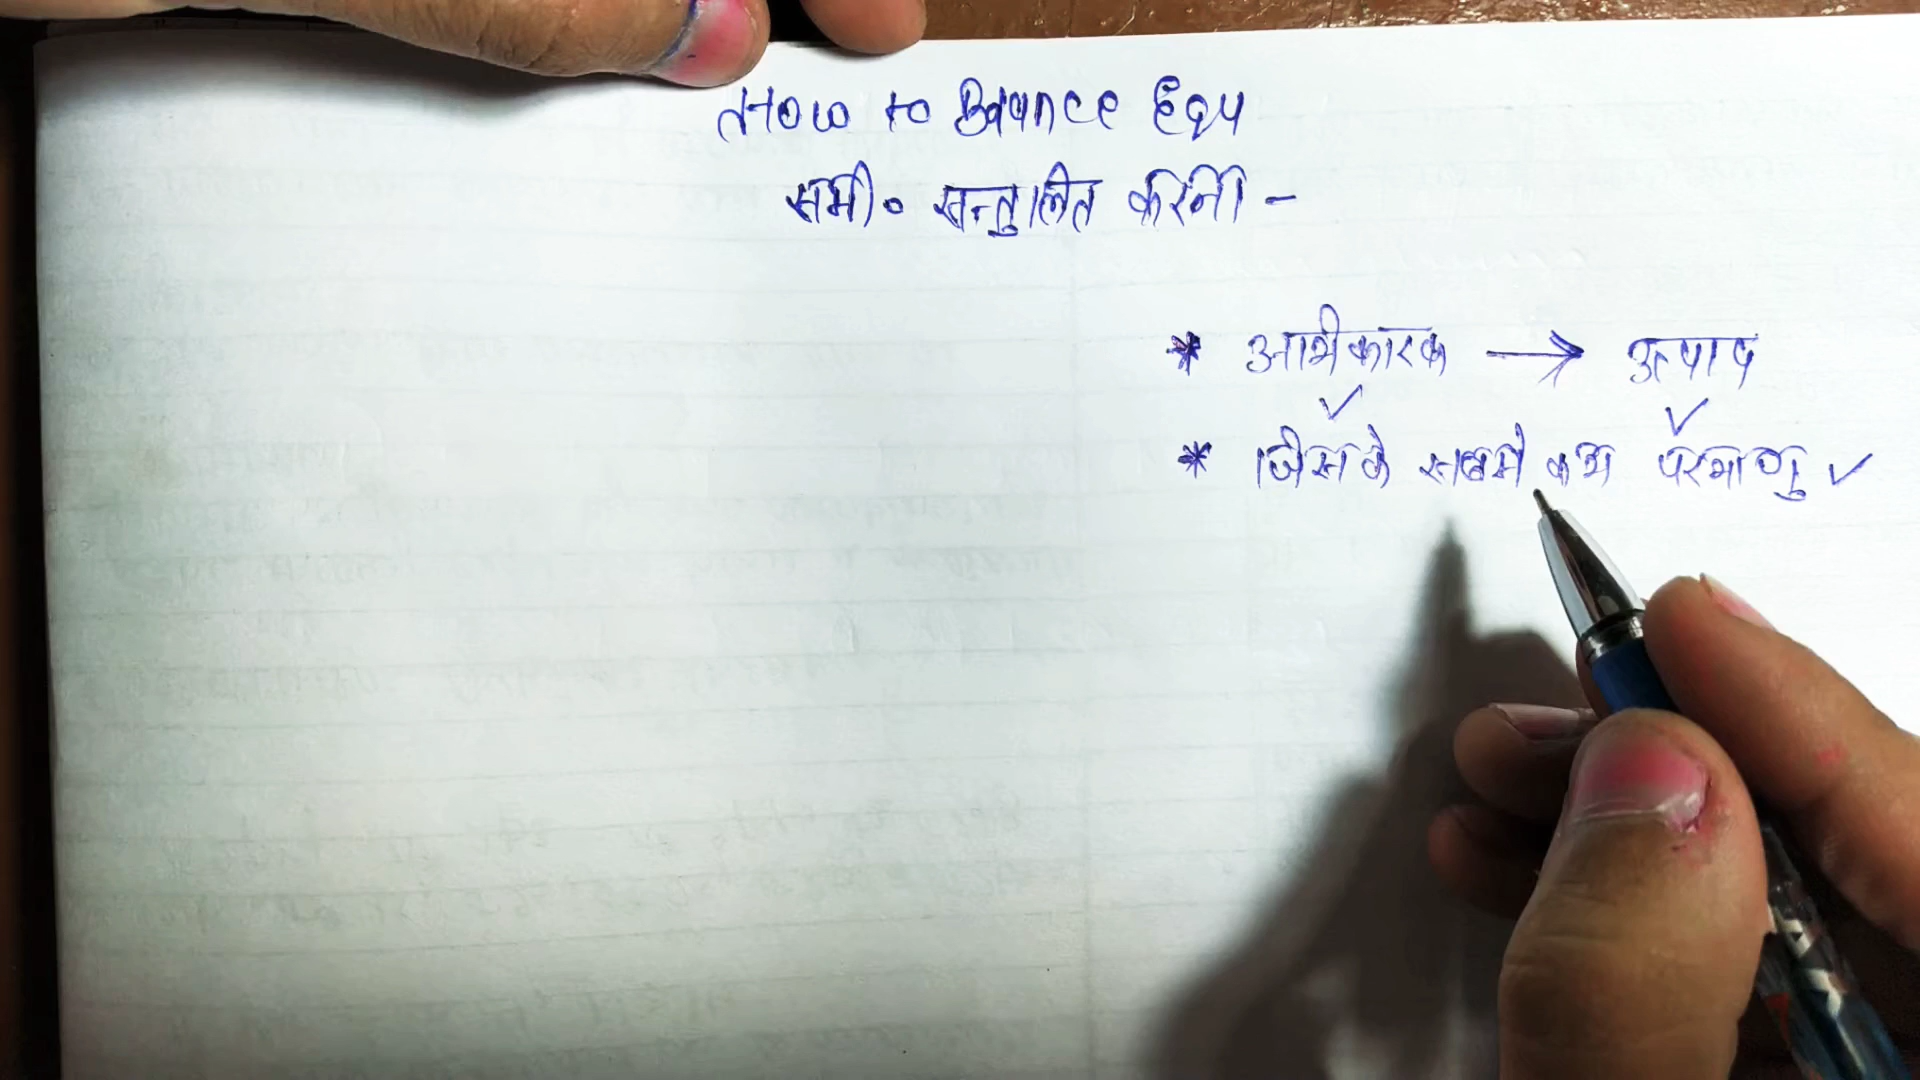 How to Balance Equ
समी० सन्तुलित करना -
* अभिकारक → उत्पाद
* जिसके सबसे कम परमाणु ✓